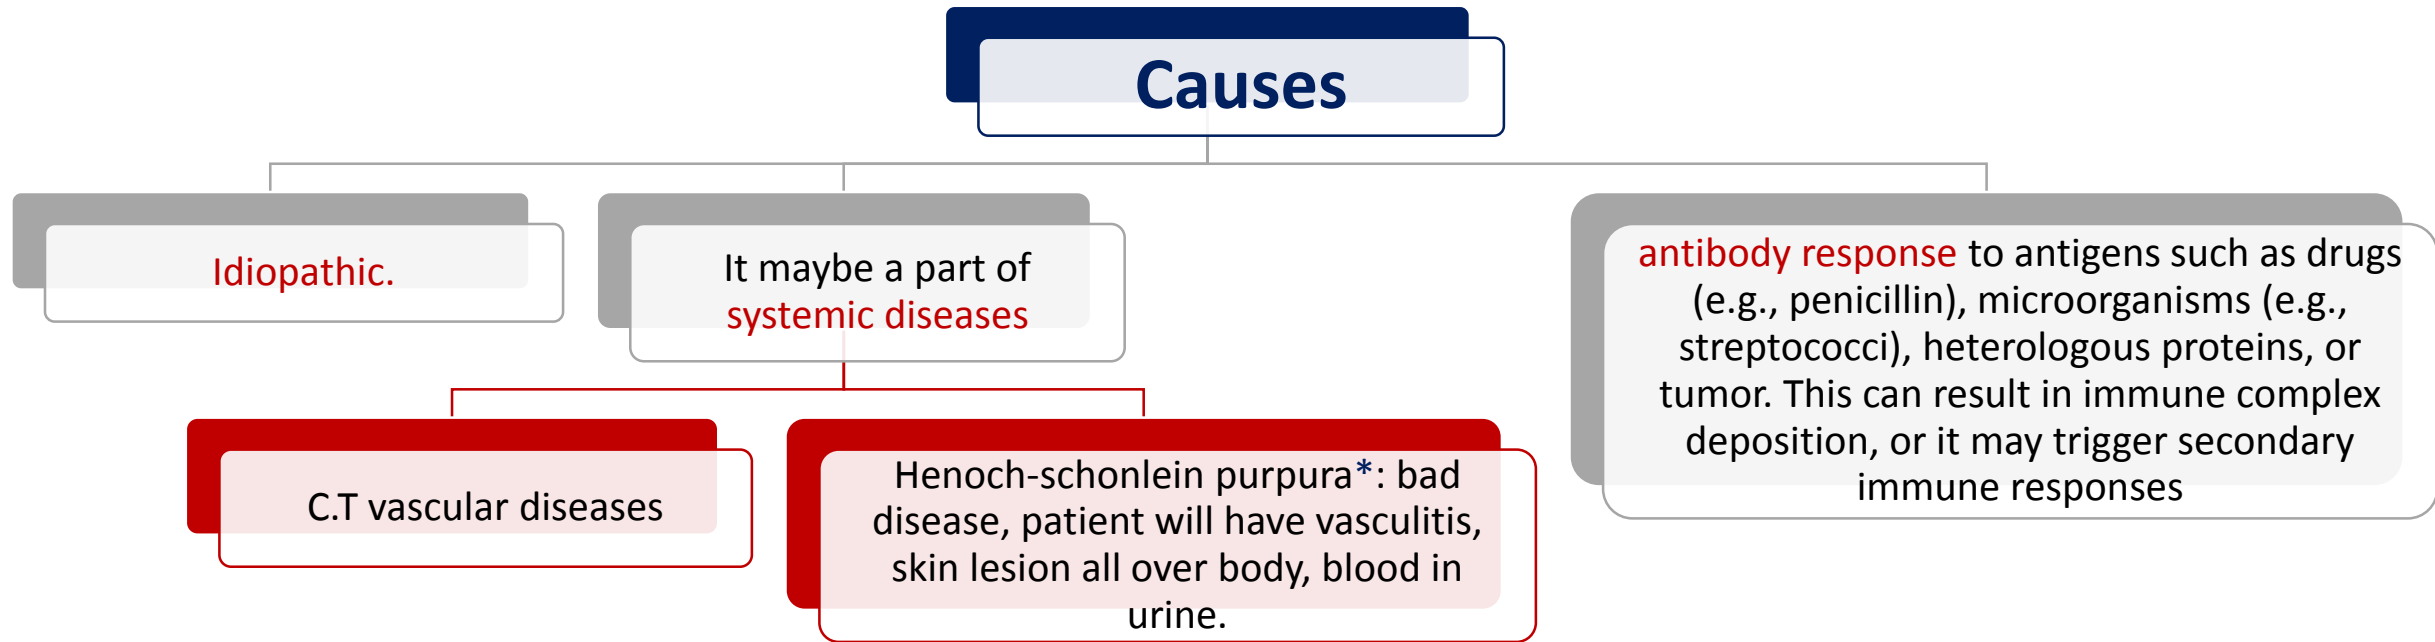 Causes
Idiopathic.
It maybe a part of
systemic diseases
antibody response to antigens such as drugs
(e.g., penicillin), microorganisms (e.g.,
streptococci), heterologous proteins, or
tumor. This can result in immune complex
deposition, or it may trigger secondary
immune responses
C.T vascular diseases
Henoch-schonlein purpura*: bad
disease, patient will have vasculitis,
skin lesion all over body, blood in
urine.